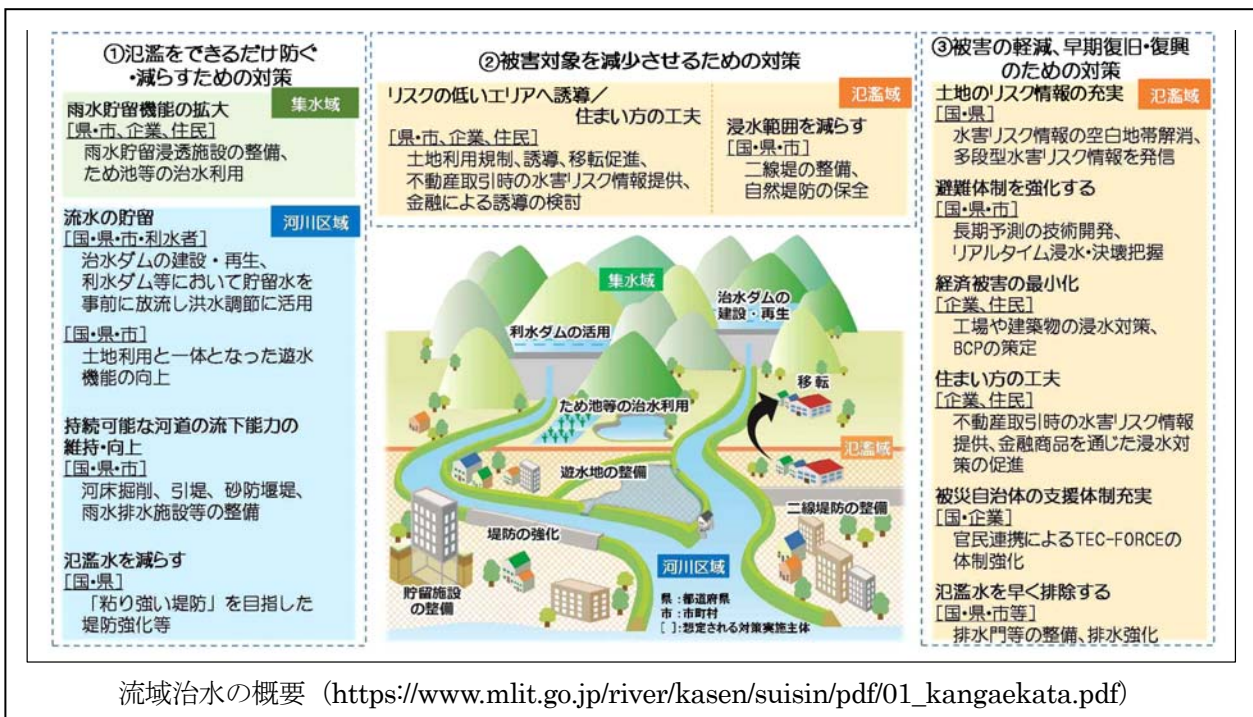 ①氾濫をできるだけ防ぐ
・減らすための対策
集水域
雨水貯留機能の拡大
[県・市、企業、住民]
雨水貯留浸透施設の整備、
ため池等の治水利用
流水の貯留
河川区域
[国・県・市・利水者]
治水ダムの建設・再生、
利水ダム等において貯留水を
事前に放流し洪水調節に活用
[国・県・市]
土地利用と一体となった遊水
機能の向上
持続可能な河道の流下能力の
維持・向上
[国・県・市]
河床掘削、引堤、砂防堰堤、
雨水排水施設等の整備
氾濫水を減らす
[国・県]
「粘り強い堤防」を目指した
堤防強化等
②被害対象を減少させるための対策
リスクの低いエリアへ誘導／
住まい方の工夫
[県・市、企業、住民]
土地利用規制、誘導、移転促進、
不動産取引時の水害リスク情報提供、
金融による誘導の検討
氾濫域
浸水範囲を減らす
[国・県・市]
二線堤の整備、
自然堤防の保全
集水域
治水ダムの
建設・再生
利水ダムの活用
移転
ため池等の治水利用
氾濫域
遊水地の整備
二線堤防の整備
堤防の強化
河川区域
貯留施設
の整備
県：都道府県
市：市町村
[ ]：想定される対策実施主体
③被害の軽減、早期復旧・復興
のための対策
土地のリスク情報の充実
氾濫域
[国・県]
水害リスク情報の空白地帯解消、
多段型水害リスク情報を発信
避難体制を強化する
[国・県・市]
長期予測の技術開発、
リアルタイム浸水・決壊把握
経済被害の最小化
[企業、住民]
工場や建築物の浸水対策、
BCPの策定
住まい方の工夫
[企業、住民]
不動産取引時の水害リスク情報
提供、金融商品を通じた浸水対
策の促進
被災自治体の支援体制充実
[国・企業]
官民連携によるTEC-FORCEの
体制強化
氾濫水を早く排除する
[国・県・市等]
排水門等の整備、排水強化
流域治水の概要（https://www.mlit.go.jp/river/kasen/suisin/pdf/01_kangaekata.pdf）